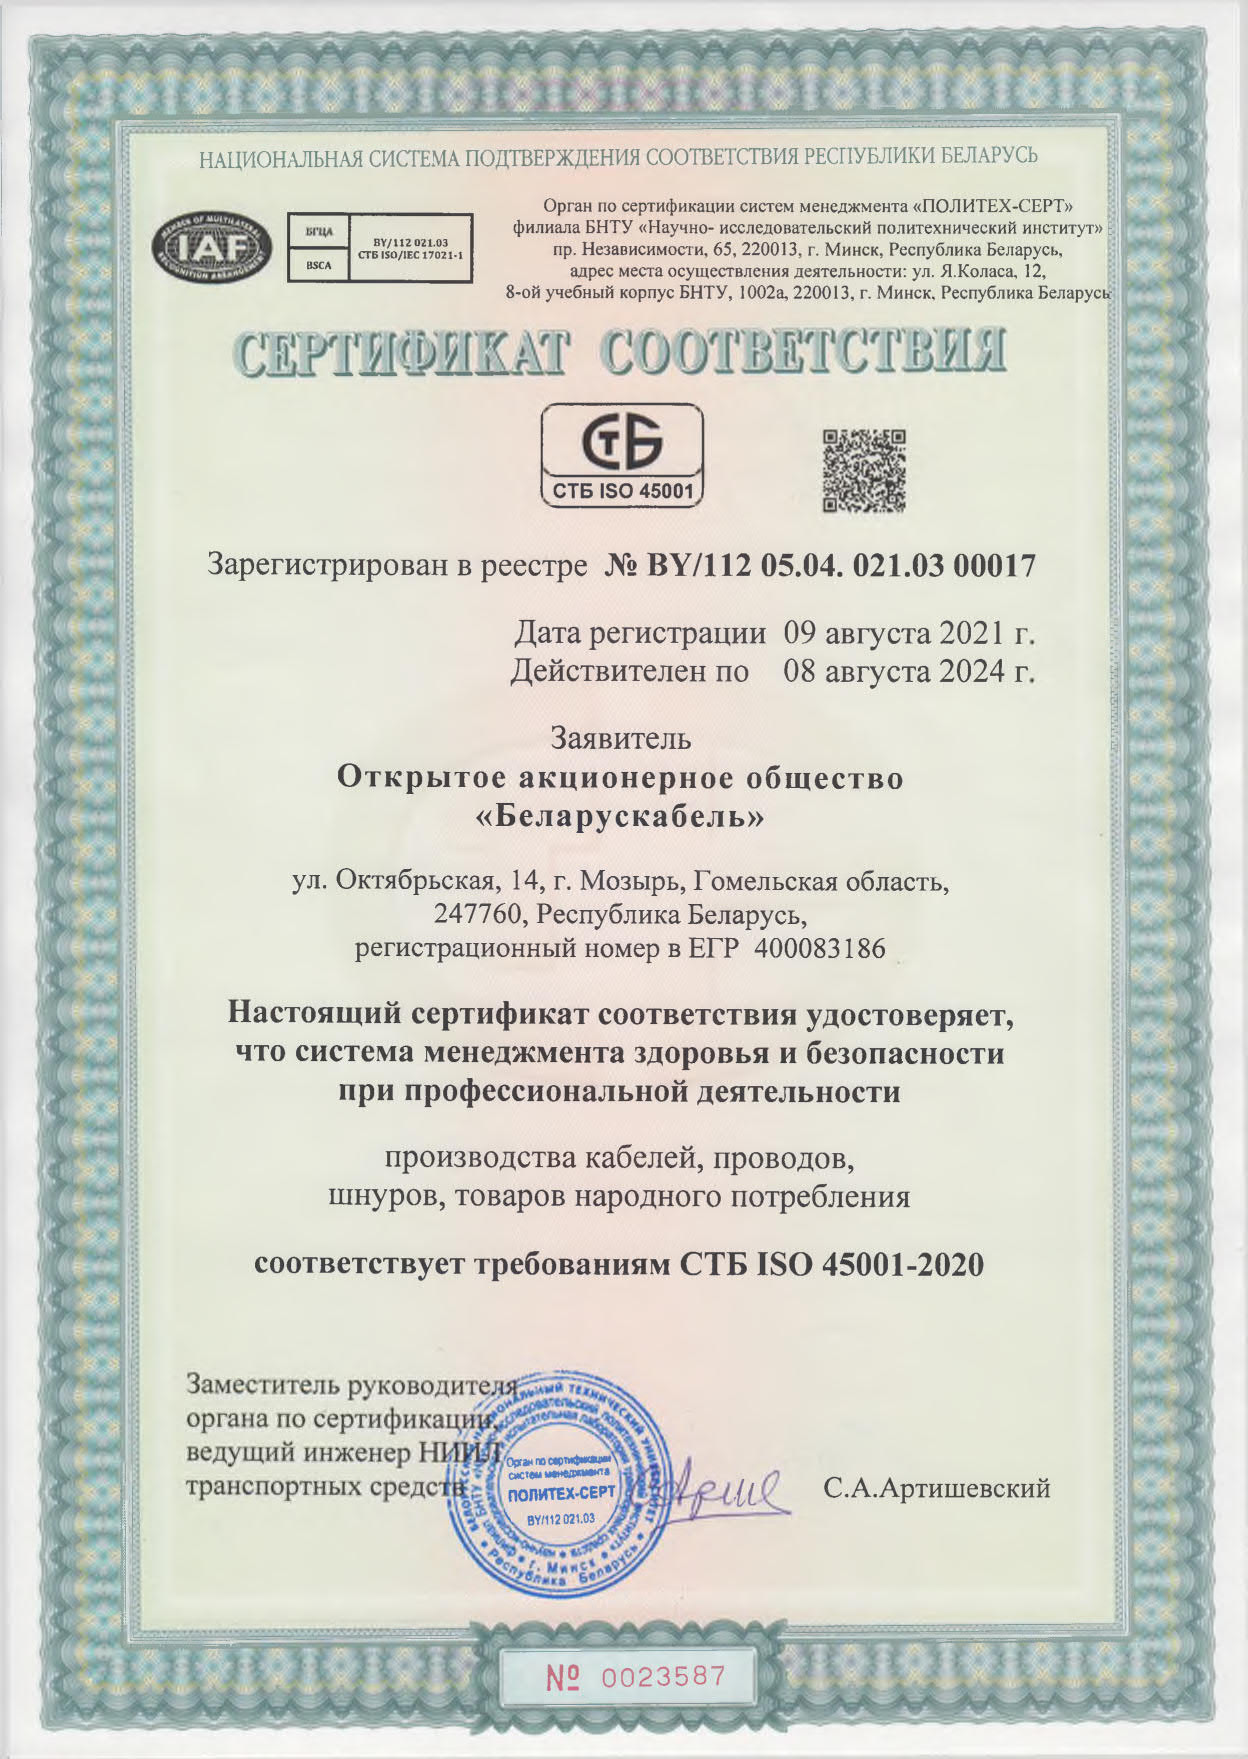 НАЦИОНАЛЬНАЯ СИСТЕМА ПОДТВЕРЖДЕНИЯ СООТВЕТСТВИЯ РЕСПУБЛИКИ БЕЛАРУСЬ
MEMBER OF MULTILATERAL
IAF
RECOGNITION ARRANGEMENT
БГЦА
BSCA
BY/112 021.03
СТБ ISO/IEC 17021-1
Орган по сертификации систем менеджмента «ПОЛИТЕХ-СЕРТ»
филиала БНТУ «Научно- исследовательский политехнический институт»
пр. Независимости, 65, 220013, г. Минск, Республика Беларусь,
адрес места осуществления деятельности: ул. Я.Коласа, 12,
8-ой учебный корпус БНТУ, 1002а, 220013, г. Минск, Республика Беларусь
СЕРТИФИКАТ СООТВЕТСТВИЯ
СТБ
СТБ ISO 45001
Зарегистрирован в реестре № BY/112 05.04. 021.03 00017
Дата регистрации 09 августа 2021 г.
Действителен по 08 августа 2024 г.
Заявитель
Открытое акционерное общество
«Беларускабель»
ул. Октябрьская, 14, г. Мозырь, Гомельская область,
247760, Республика Беларусь,
регистрационный номер в ЕГР 400083186
Настоящий сертификат соответствия удостоверяет,
что система менеджмента здоровья и безопасности
при профессиональной деятельности
производства кабелей, проводов,
шнуров, товаров народного потребления
соответствует требованиям СТБ ISO 45001-2020
Заместитель руководителя
органа по сертификации,
ведущий инженер НИИЛ
транспортных средств
Орган по сертификации
систем менеджмента
ПОЛИТЕХ-СЕРТ
BY/112 021.03
г. Минск
Республика Беларусь
С.А.Артишевский
№ 0023587